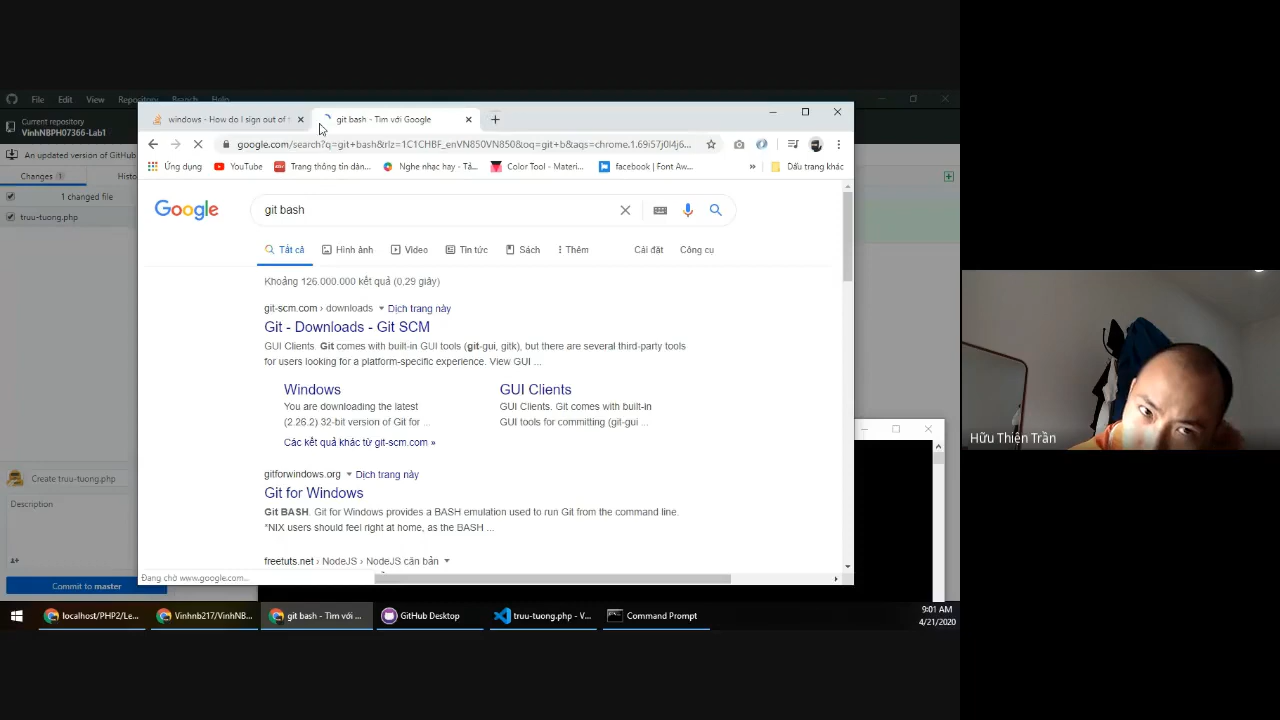 File Edit View Repository Branch Help
Current repository
VinhNBPH07366-Lab1
An updated version of GitHub
Changes 1
Histo
1 changed file
truu-tuong.php
Create truu-tuong.php
Description
Commit to master
windows - How do I sign out of
git bash - Tìm với Google
google.com/search?q=git+bash&rlz=1C1CHBF_enVN850VN850&oq=git+b&aqs=chrome.1.69i57j0l4j6...
Ứng dụng
YouTube
Trang thông tin dân...
Nghe nhạc hay - Tả...
Color Tool - Materi...
facebook | Font Aw...
»
Dấu trang khác
Google
git bash
Tất cả
Hình ảnh
Video
Tin tức
Sách
Thêm
Cài đặt
Công cụ
Khoảng 126.000.000 kết quả (0,29 giây)
git-scm.com › downloads
Dịch trang này
Git - Downloads - Git SCM
GUI Clients. Git comes with built-in GUI tools (git-gui, gitk), but there are several third-party tools
for users looking for a platform-specific experience. View GUI ...
Windows
You are downloading the latest
(2.26.2) 32-bit version of Git for ...
GUI Clients
GUI Clients. Git comes with built-in
GUI tools for committing (git-gui ...
Các kết quả khác từ git-scm.com »
gitforwindows.org
Dịch trang này
Git for Windows
Git BASH. Git for Windows provides a BASH emulation used to run Git from the command line.
*NIX users should feel right at home, as the BASH ...
freetuts.net › NodeJS › NodeJS căn bản
Đang chờ www.google.com...
localhost/PHP2/Le...
Vinhnb217/VinhNB...
git bash - Tìm với ...
GitHub Desktop
truu-tuong.php - V...
Command Prompt
9:01 AM
4/21/2020
Hữu Thiện Trần